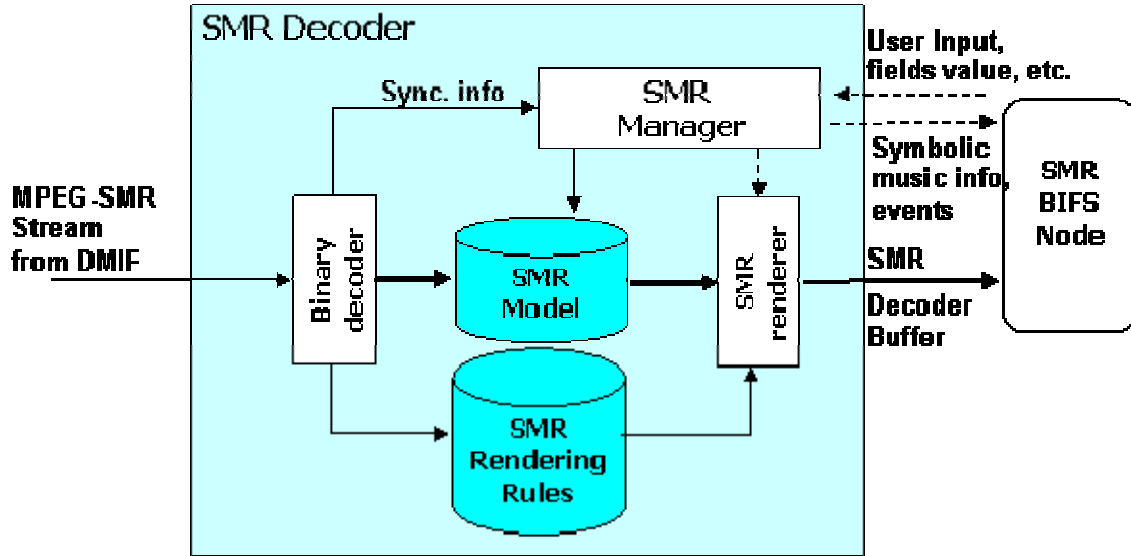 SMR Decoder
User Input,
fields value, etc.
Sync. info
SMR
Manager
Symbolic
music info,
events
SMR
BIFS
Node
MPEG-SMR
Stream
from DMIF
Binary
decoder
SMR
Model
SMR
renderer
SMR
Decoder
Buffer
SMR
Rendering
Rules